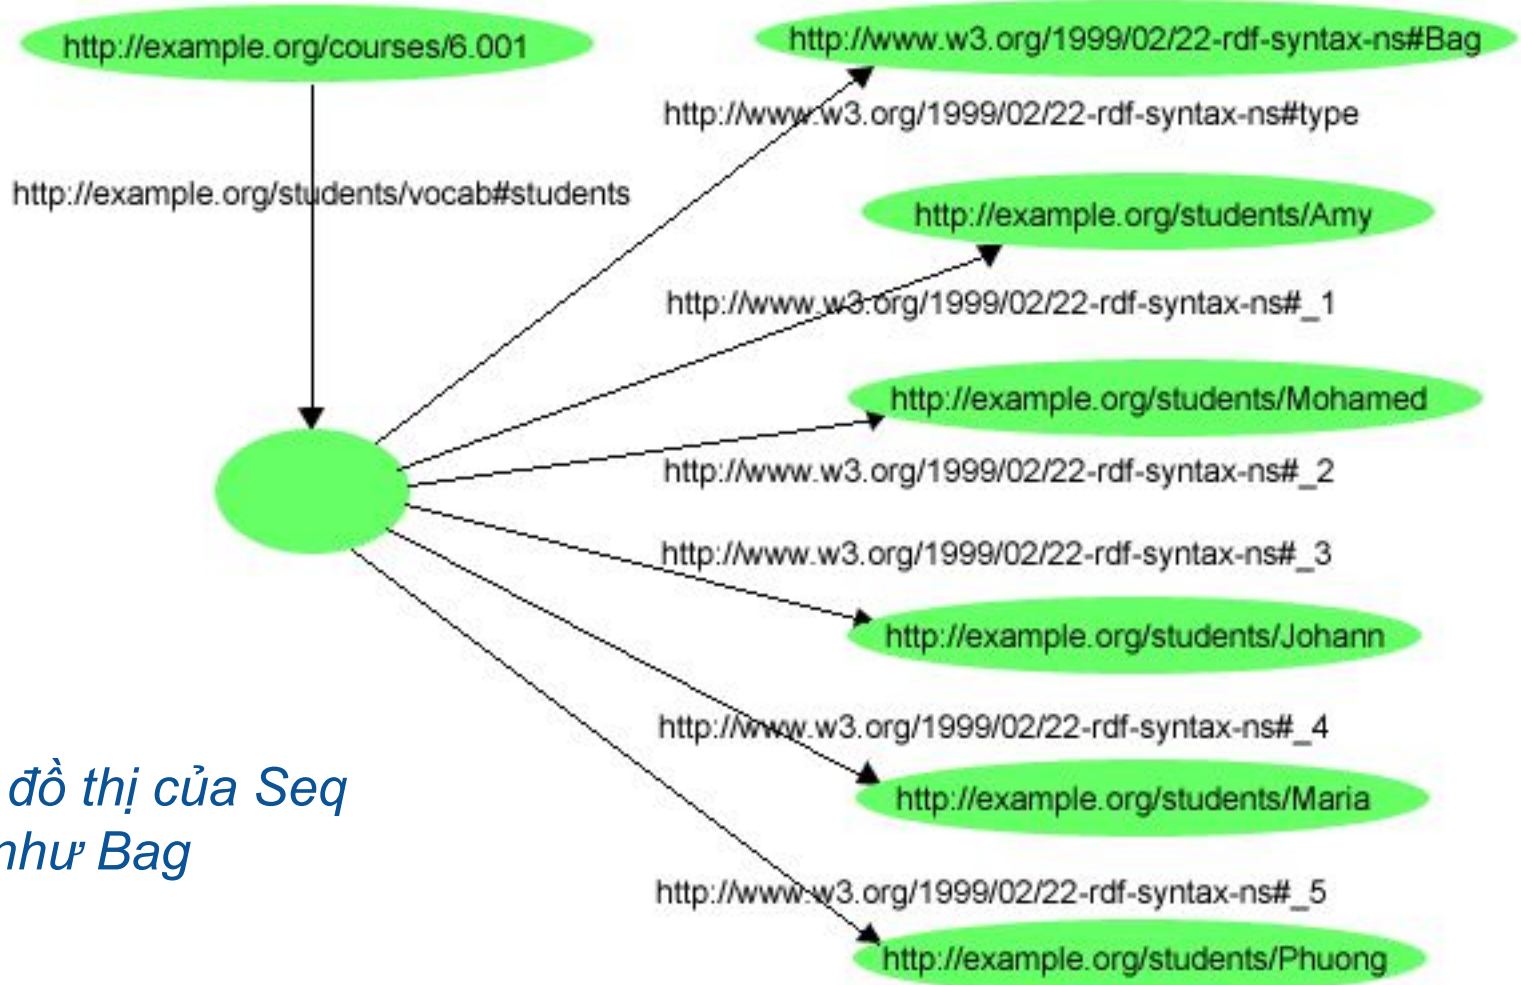 http://example.org/courses/6.001
http://www.w3.org/1999/02/22-rdf-syntax-ns#Bag
http://www.w3.org/1999/02/22-rdf-syntax-ns#type
http://example.org/students/vocab#students
http://example.org/students/Amy
http://www.w3.org/1999/02/22-rdf-syntax-ns#_1
http://example.org/students/Mohamed
http://www.w3.org/1999/02/22-rdf-syntax-ns#_2
http://www.w3.org/1999/02/22-rdf-syntax-ns#_3
http://example.org/students/Johann
http://www.w3.org/1999/02/22-rdf-syntax-ns#_4
http://example.org/students/Maria
http://www.w3.org/1999/02/22-rdf-syntax-ns#_5
http://example.org/students/Phuong
đồ thị của Seq
như Bag